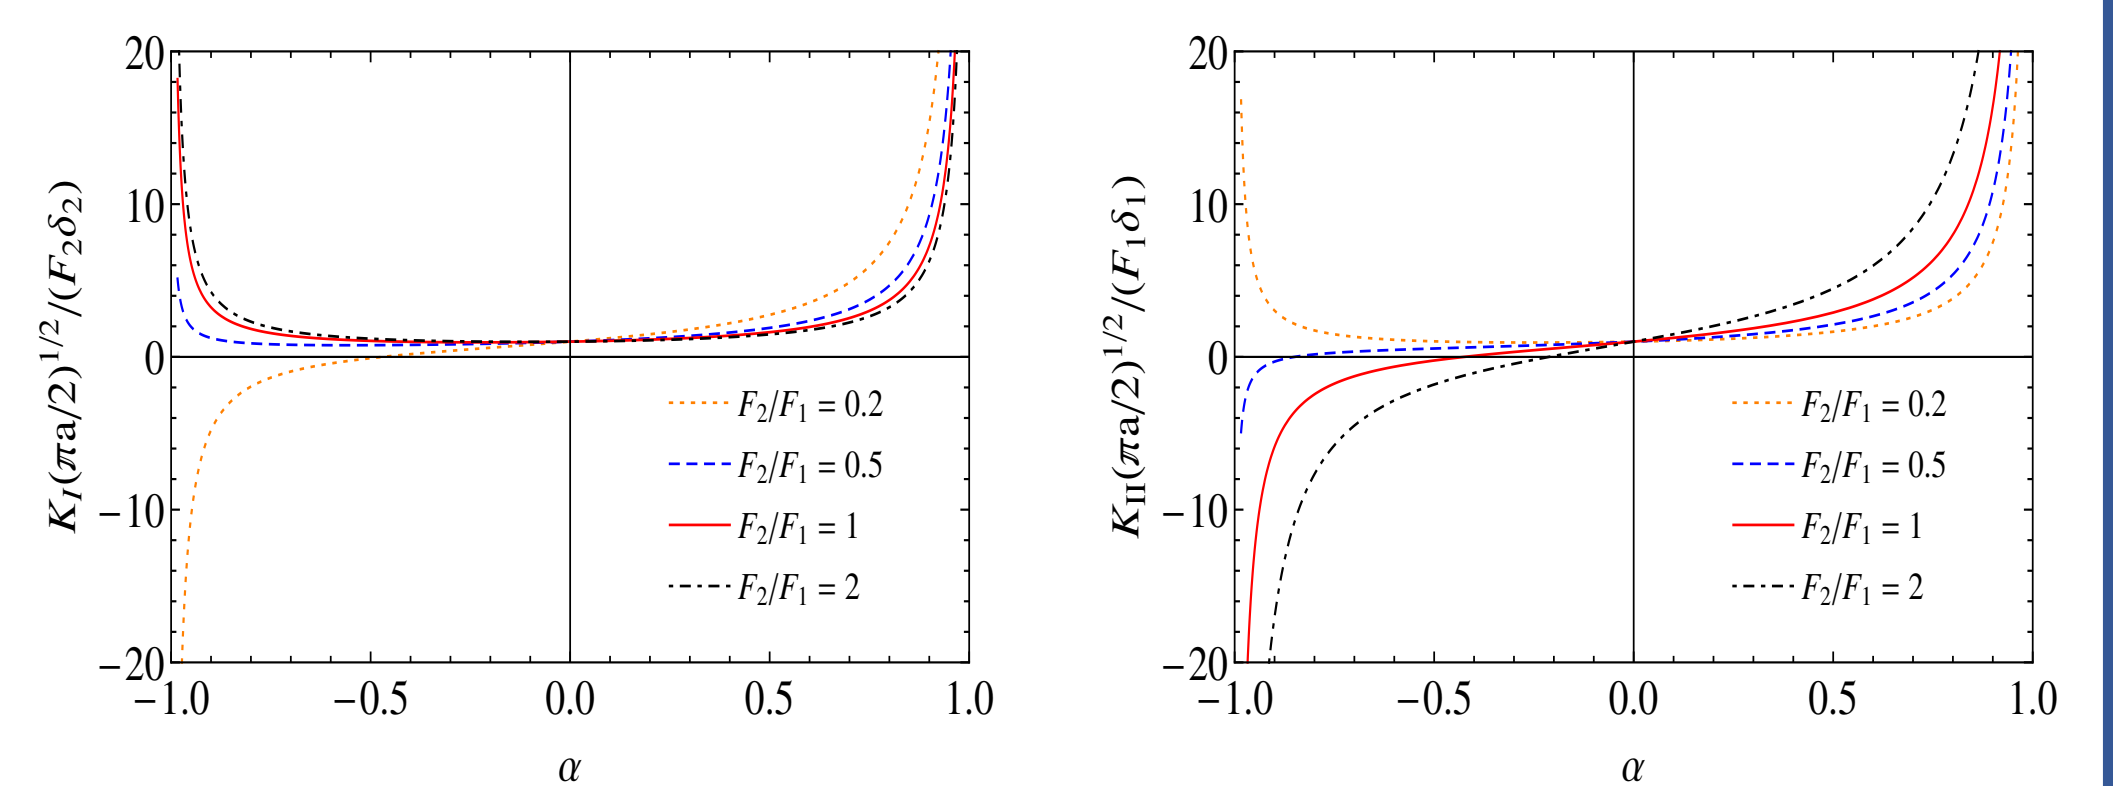 K_I(πa/2)^{1/2}/(F_2δ_2)
20
10
0
−10
−20
−1.0 −0.5 0.0 0.5 1.0
α
F_2/F_1 = 0.2
F_2/F_1 = 0.5
F_2/F_1 = 1
F_2/F_1 = 2
K_{II}(πa/2)^{1/2}/(F_1δ_1)
20
10
0
−10
−20
−1.0 −0.5 0.0 0.5 1.0
α
F_2/F_1 = 0.2
F_2/F_1 = 0.5
F_2/F_1 = 1
F_2/F_1 = 2